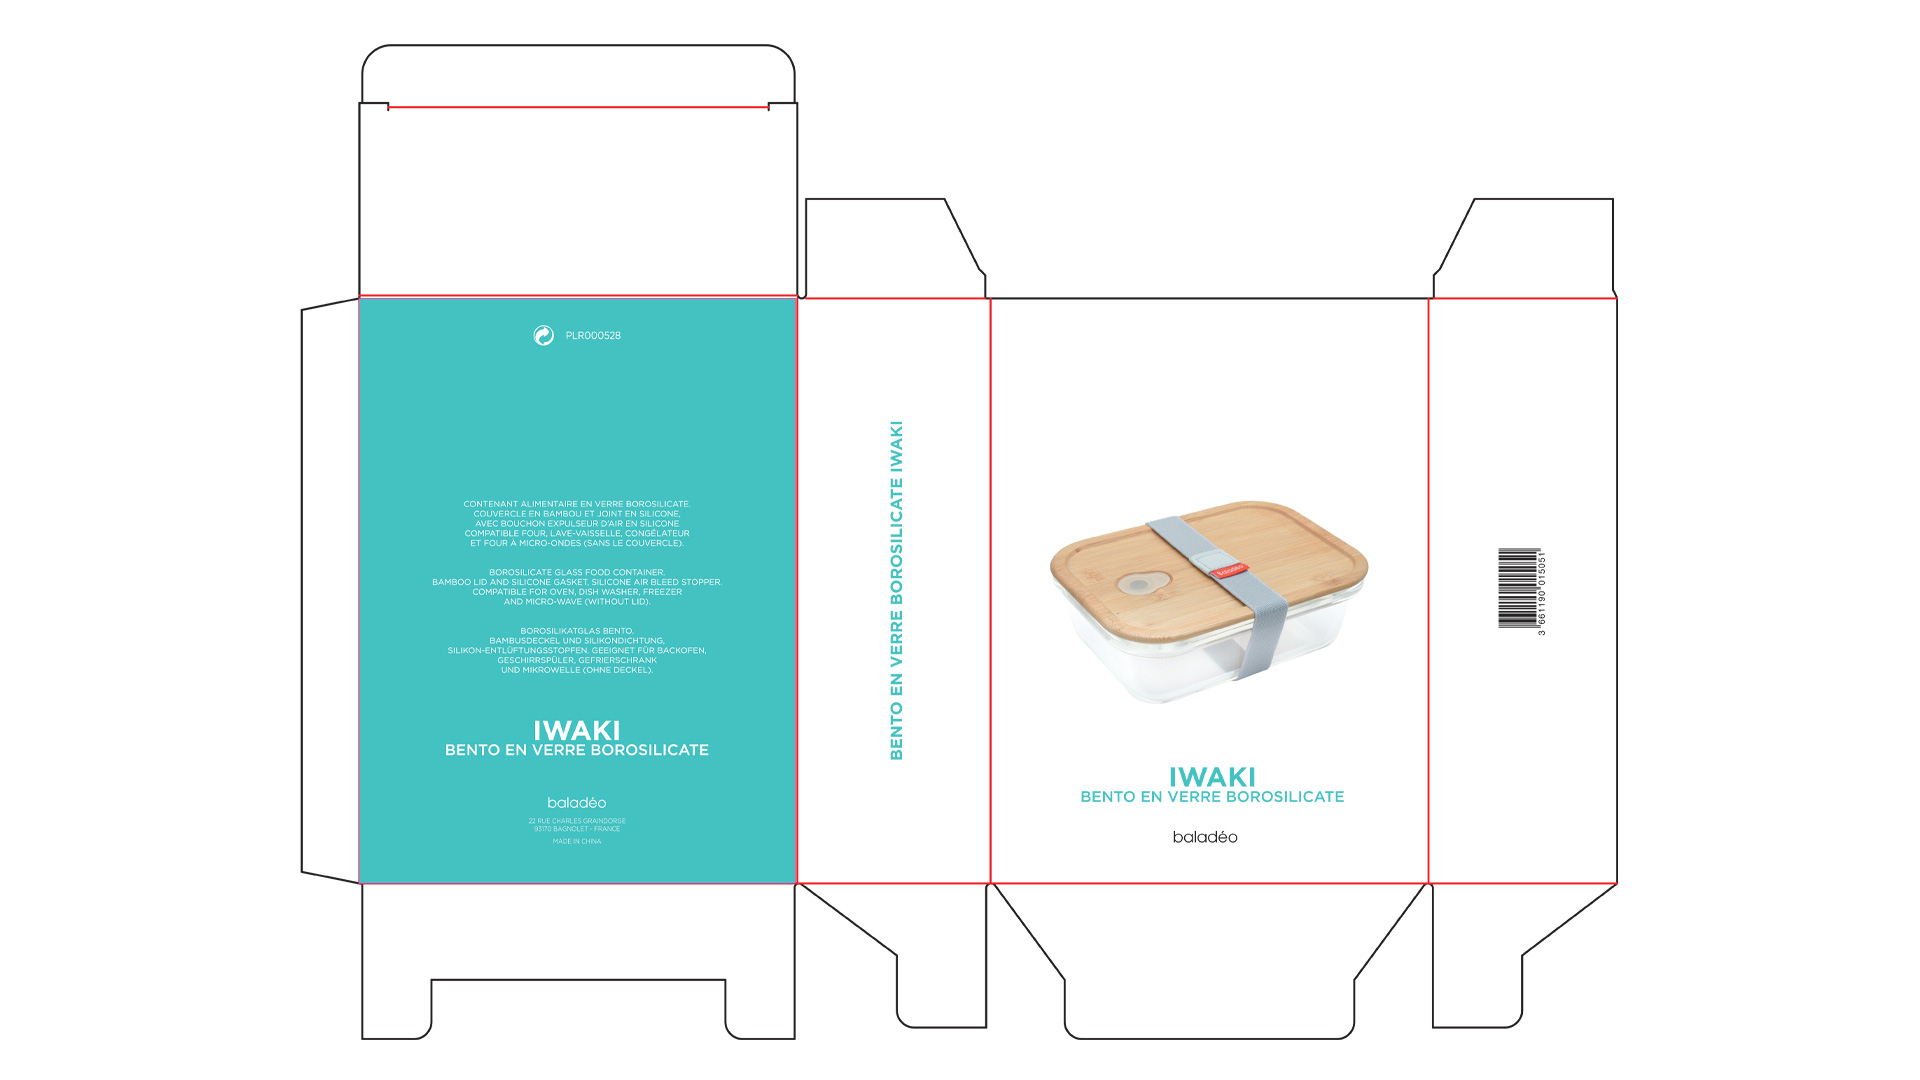 PLR000528
CONTENANT ALIMENTAIRE EN VERRE BOROSILICATE.
COUVERCLE EN BAMBOU ET JOINT EN SILICONE,
AVEC BOUCHON EXPULSEUR D'AIR EN SILICONE
COMPATIBLE FOUR, LAVE-VAISSELLE, CONGÉLATEUR
ET FOUR À MICRO-ONDES (SANS LE COUVERCLE).
BOROSILICATE GLASS FOOD CONTAINER.
BAMBOO LID AND SILICONE GASKET, SILICONE AIR BLEED STOPPER.
COMPATIBLE FOR OVEN, DISH WASHER, FREEZER
AND MICRO-WAVE (WITHOUT LID).
BOROSILIKATGLAS BENTO.
BAMBUSDECKEL UND SILIKONDICHTUNG,
SILIKON-ENTLÜFTUNGSSTOPFEN. GEEIGNET FÜR BACKOFEN,
GESCHIRRSPÜLER, GEFRIERSCHRANK
UND MIKROWELLE (OHNE DECKEL).
IWAKI
BENTO EN VERRE BOROSILICATE
baladéo
22 RUE CHARLES GRAINDORGE
93170 BAGNOLET - FRANCE
MADE IN CHINA
BENTO EN VERRE BOROSILICATE IWAKI
baladéo
IWAKI
BENTO EN VERRE BOROSILICATE
baladéo
3 661190 015051